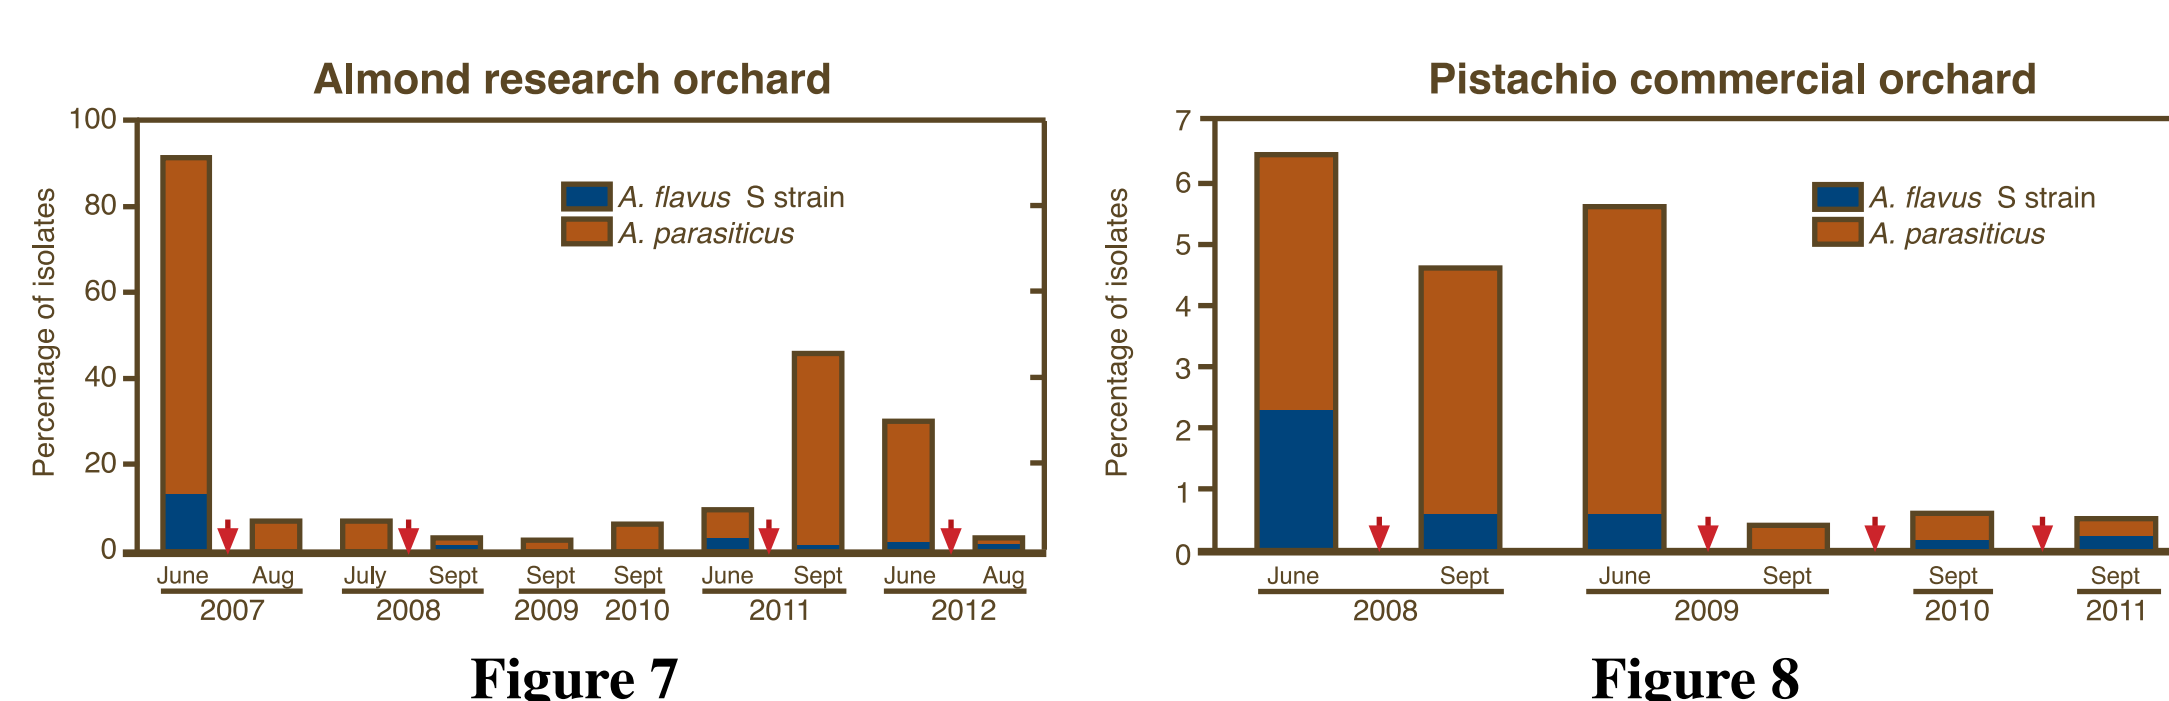 Almond research orchard
100
80
60
40
20
0
Percentage of isolates
A. flavus S strain
A. parasiticus
June Aug July Sept Sept Sept June Sept June Aug
2007 2008 2009 2010 2011 2012
Figure 7
Pistachio commercial orchard
7
6
5
4
3
2
1
0
Percentage of isolates
A. flavus S strain
A. parasiticus
June Sept June Sept Sept Sept
2008 2009 2010 2011
Figure 8